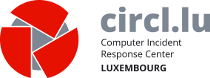 circl.lu
Computer Incident
Response Center
LUXEMBOURG